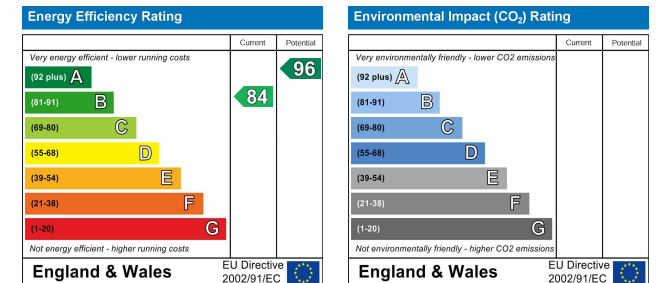 Energy Efficiency Rating
Current Potential
Very energy efficient - lower running costs
(92 plus) A
96
(81-91) B
84
(69-80) C
(55-68) D
(39-54) E
(21-38) F
(1-20) G
Not energy efficient - higher running costs
England & Wales
EU Directive
2002/91/EC
Environmental Impact (CO₂) Rating
Current Potential
Very environmentally friendly - lower CO2 emissions
(92 plus) A
(81-91) B
(69-80) C
(55-68) D
(39-54) E
(21-38) F
(1-20) G
Not environmentally friendly - higher CO2 emissions
England & Wales
EU Directive
2002/91/EC